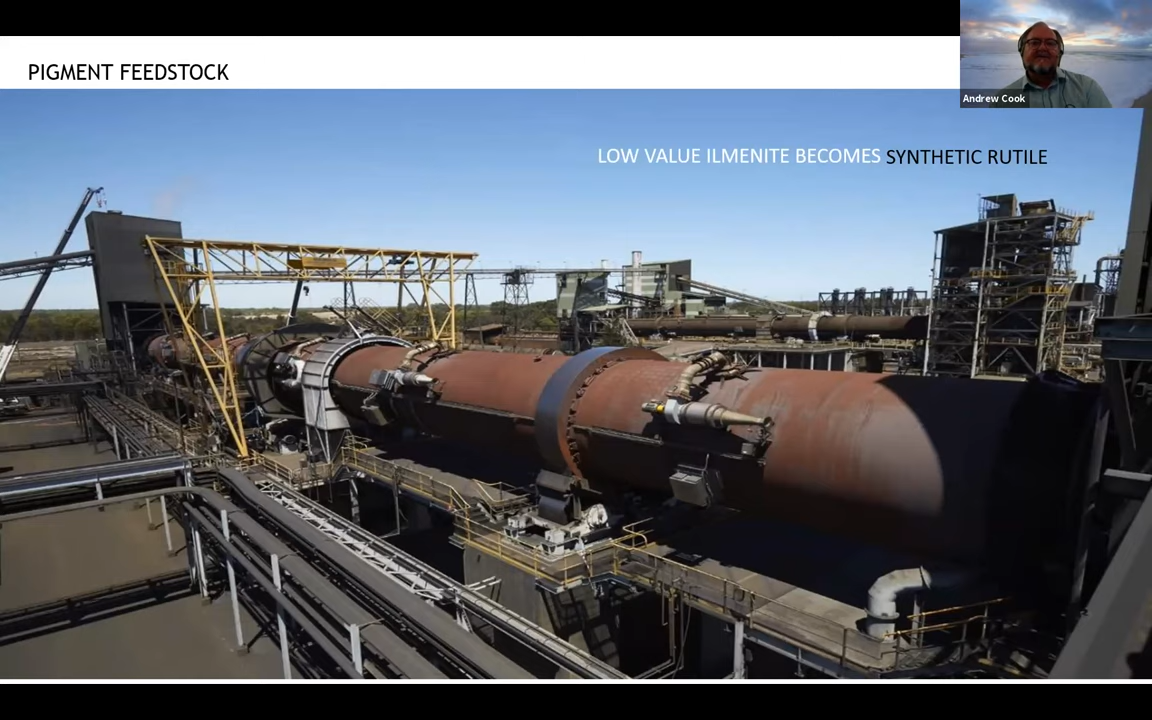 PIGMENT FEEDSTOCK
Andrew Cook
LOW VALUE ILMENITE BECOMES SYNTHETIC RUTILE